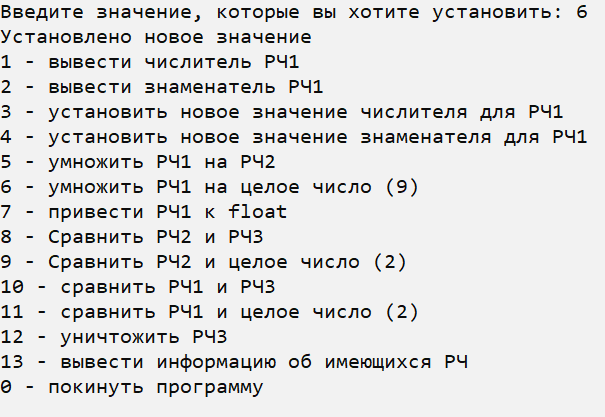 Введите значение, которые вы хотите установить: 6
Установлено новое значение
1 - вывести числитель РЧ1
2 - вывести знаменатель РЧ1
3 - установить новое значение числителя для РЧ1
4 - установить новое значение знаменателя для РЧ1
5 - умножить РЧ1 на РЧ2
6 - умножить РЧ1 на целое число (9)
7 - привести РЧ1 к float
8 - Сравнить РЧ2 и РЧ3
9 - Сравнить РЧ2 и целое число (2)
10 - сравнить РЧ1 и РЧ3
11 - сравнить РЧ1 и целое число (2)
12 - уничтожить РЧ3
13 - вывести информацию об имеющихся РЧ
0 - покинуть программу